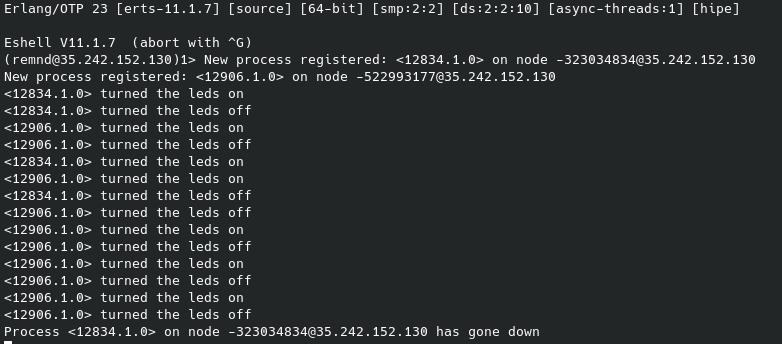 Erlang/OTP 23 [erts-11.1.7] [source] [64-bit] [smp:2:2] [ds:2:2:10] [async-threads:1] [hipe]
Eshell V11.1.7  (abort with ^G)
(remnd@35.242.152.130)1> New process registered: <12834.1.0> on node -323034834@35.242.152.130
New process registered: <12906.1.0> on node -522993177@35.242.152.130
<12834.1.0> turned the leds on
<12834.1.0> turned the leds off
<12906.1.0> turned the leds on
<12906.1.0> turned the leds off
<12834.1.0> turned the leds on
<12906.1.0> turned the leds on
<12834.1.0> turned the leds off
<12906.1.0> turned the leds off
<12906.1.0> turned the leds on
<12906.1.0> turned the leds off
<12906.1.0> turned the leds on
<12906.1.0> turned the leds off
<12906.1.0> turned the leds on
<12906.1.0> turned the leds off
Process <12834.1.0> on node -323034834@35.242.152.130 has gone down